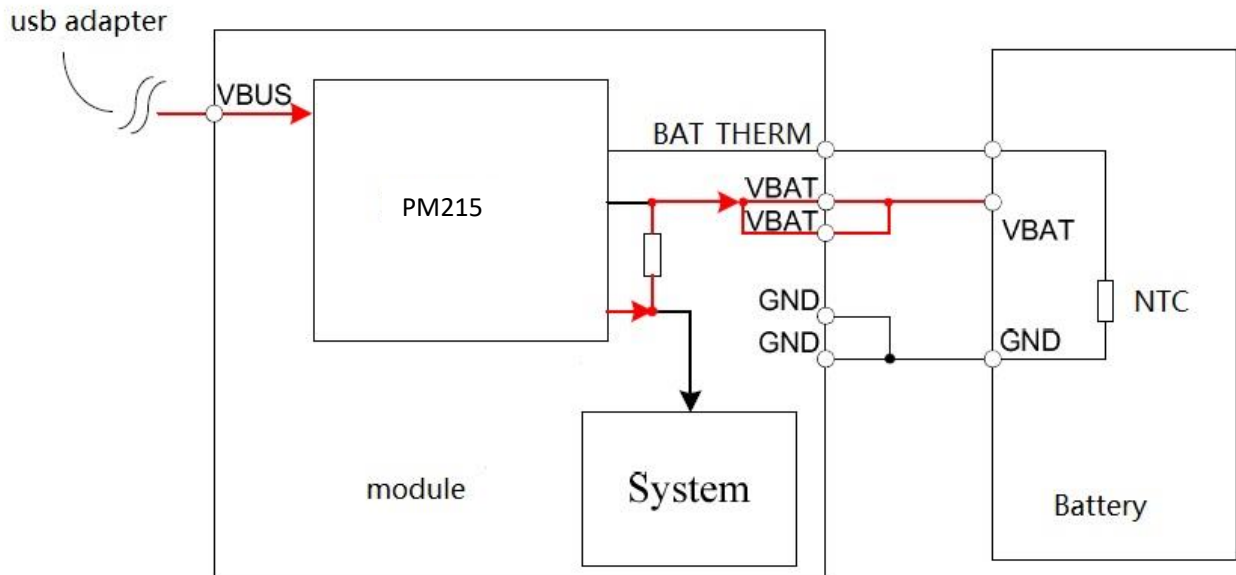 usb adapter
VBUS
BAT THERM
PM215
VBAT
VBAT
VBAT
GND
NTC
GND
GND
System
module
Battery